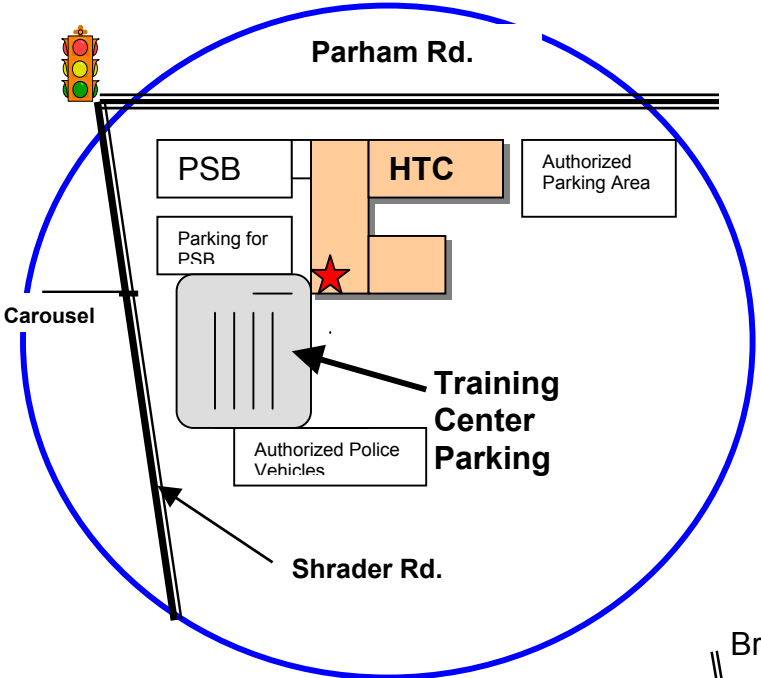 Parham Rd.
PSB
HTC
Authorized
Parking Area
Parking for
PSB
Carousel
Training
Center
Parking
Authorized Police
Vehicles
Shrader Rd.
Br